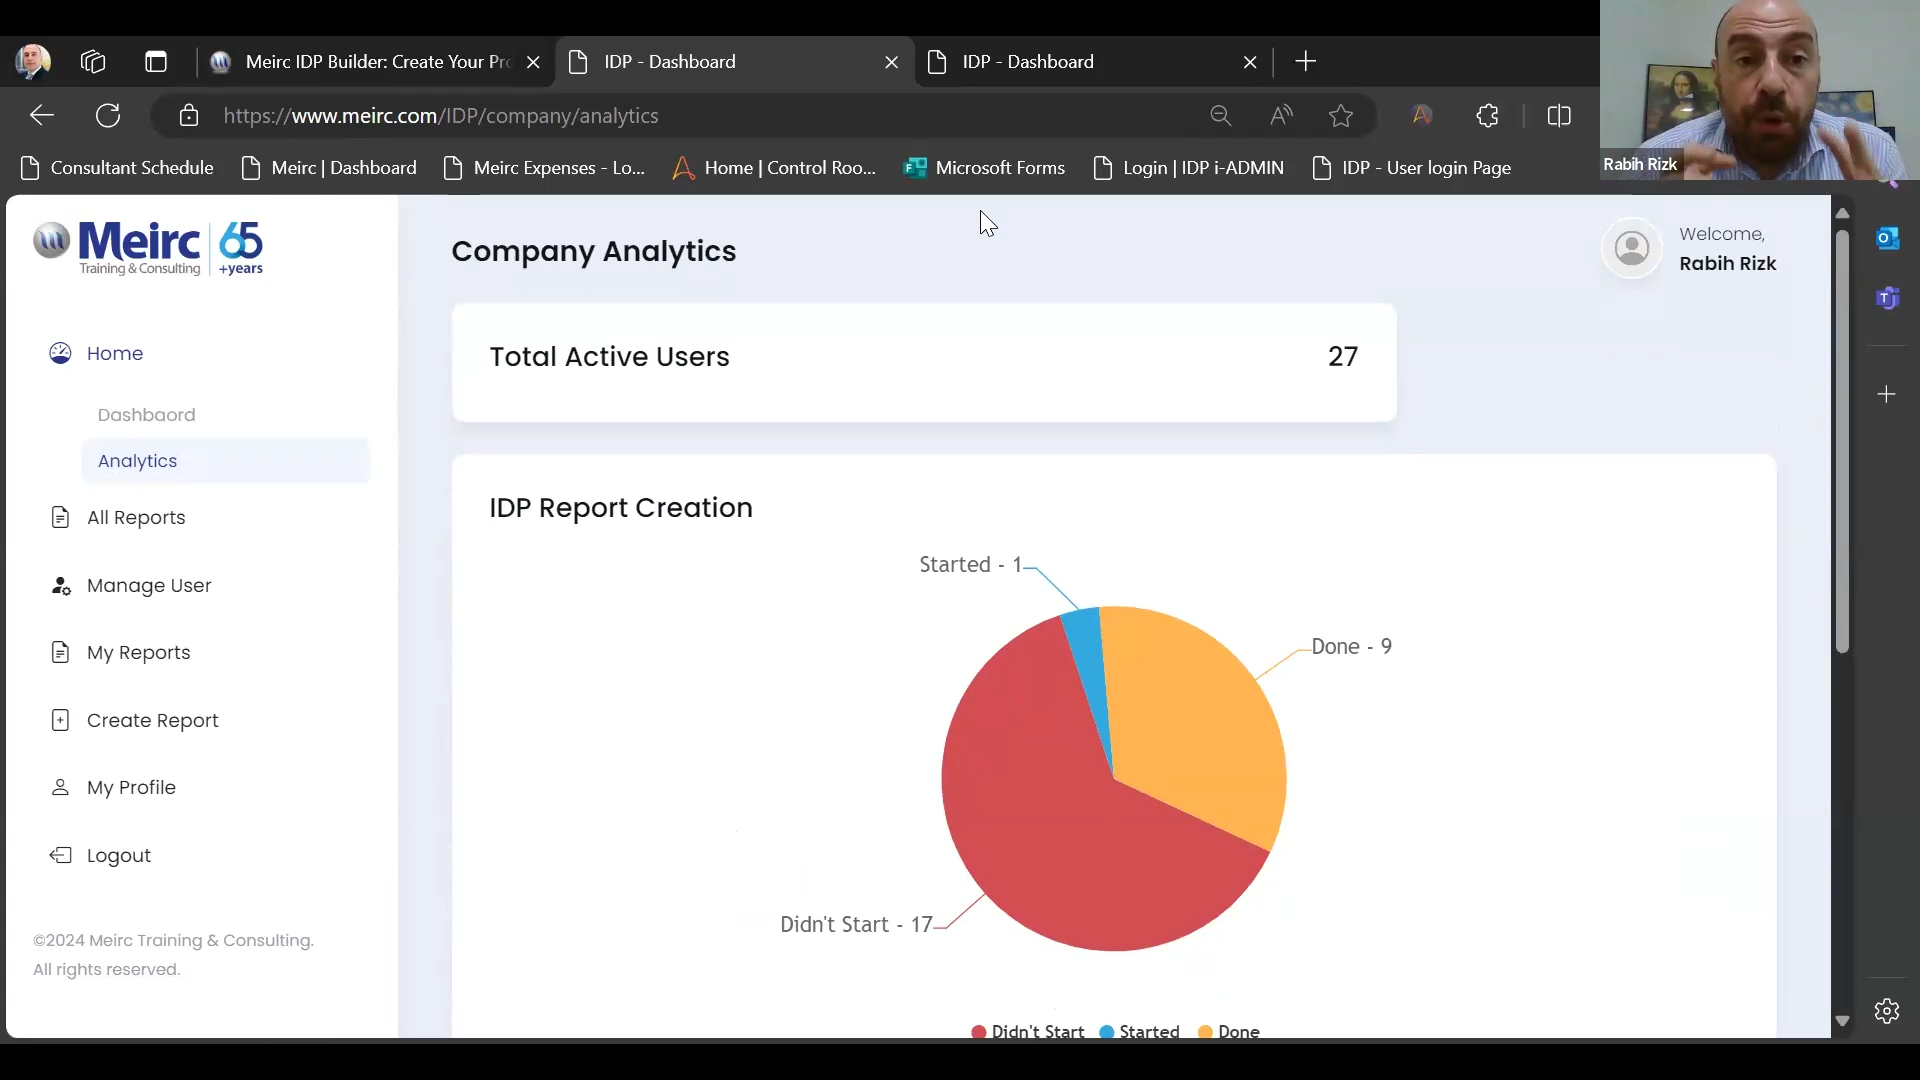 Meirc IDP Builder: Create Your Pro
IDP - Dashboard
IDP - Dashboard
https://www.meirc.com/IDP/company/analytics
Consultant Schedule
Meirc | Dashboard
Meirc Expenses - Lo...
Home | Control Roo...
Microsoft Forms
Login | IDP i-ADMIN
IDP - User login Page
Rabih Rizk
Meirc
Training & Consulting
65
+years
Home
Dashbaord
Analytics
All Reports
Manage User
My Reports
Create Report
My Profile
Logout
©2024 Meirc Training & Consulting.
All rights reserved.
Company Analytics
Welcome,
Rabih Rizk
Total Active Users
27
IDP Report Creation
Started - 1
Done - 9
Didn't Start - 17
Didn't Start
Started
Done